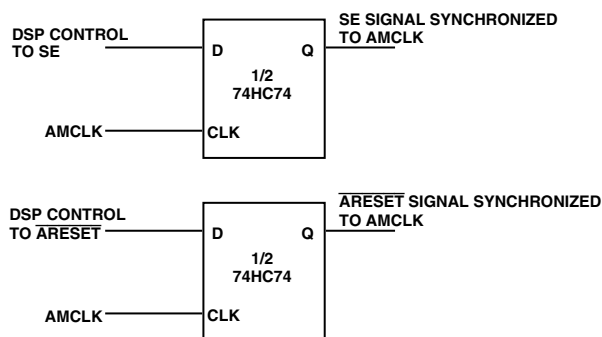 DSP CONTROL
TO SE
D
Q
SE SIGNAL SYNCHRONIZED
TO AMCLK
1/2
74HC74
AMCLK
CLK
DSP CONTROL
TO ARESET
D
Q
ARESET SIGNAL SYNCHRONIZED
TO AMCLK
1/2
74HC74
AMCLK
CLK